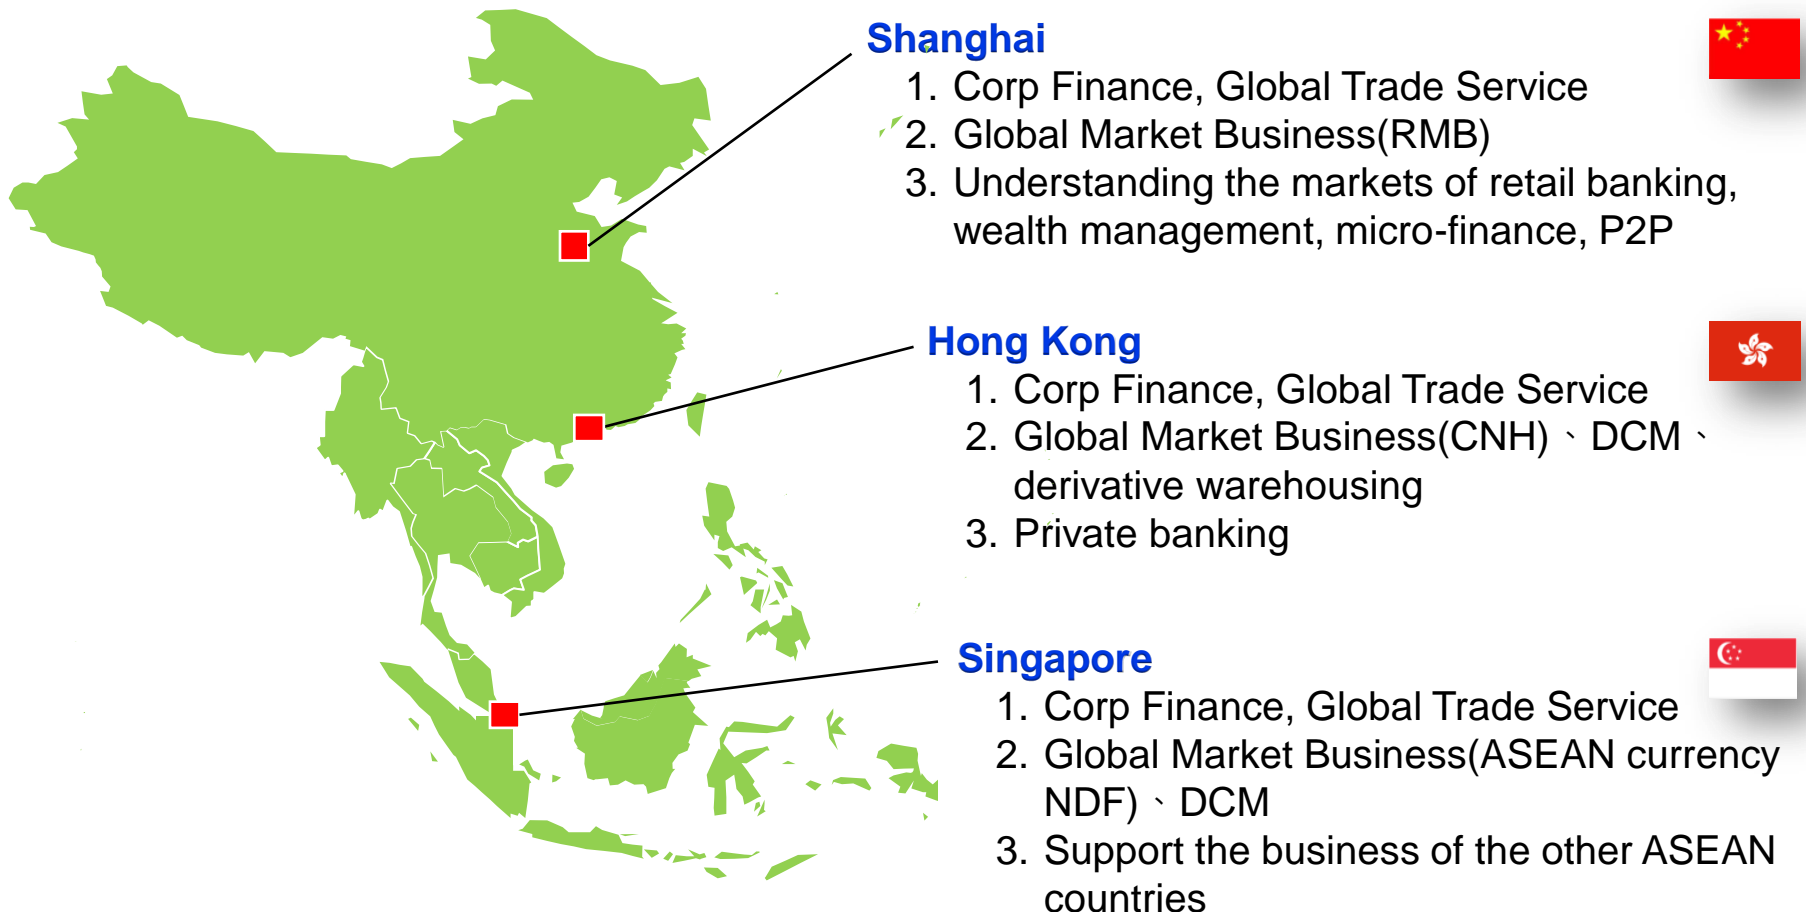 Shanghai
1. Corp Finance, Global Trade Service
2. Global Market Business(RMB)
3. Understanding the markets of retail banking,
wealth management, micro-finance, P2P
Hong Kong
1. Corp Finance, Global Trade Service
2. Global Market Business(CNH)、DCM、
derivative warehousing
3. Private banking
Singapore
1. Corp Finance, Global Trade Service
2. Global Market Business(ASEAN currency
NDF)、DCM
3. Support the business of the other ASEAN
countries